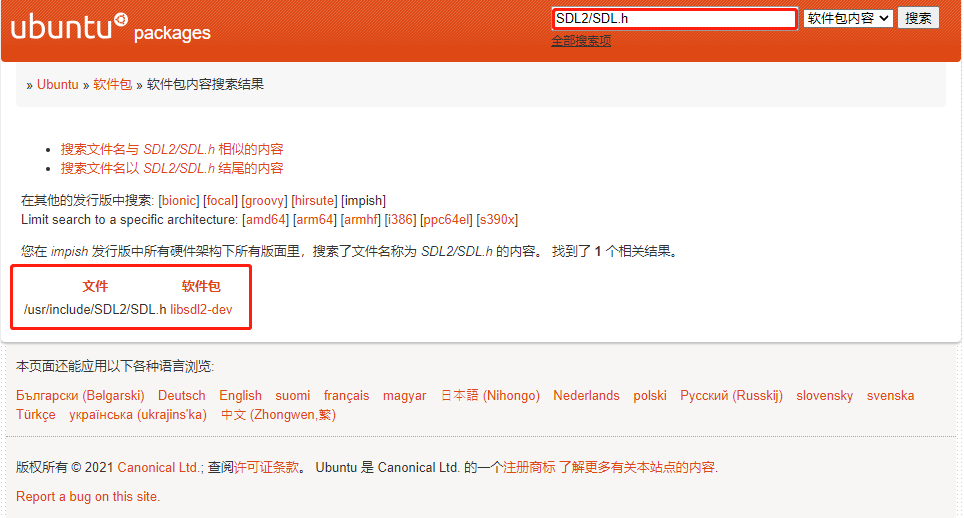 ubuntu packages
SDL2/SDL.h 软件包内容 搜索
全部搜索项
» Ubuntu » 软件包 » 软件包内容搜索结果
• 搜索文件名与 SDL2/SDL.h 相似的内容
• 搜索文件名以 SDL2/SDL.h 结尾的内容
在其他的发行版中搜索: [bionic] [focal] [groovy] [hirsute] [impish]
Limit search to a specific architecture: [amd64] [arm64] [armhf] [i386] [ppc64el] [s390x]
您在 impish 发行版中所有硬件架构下所有版面里，搜索了文件名称为 SDL2/SDL.h 的内容。 找到了 1 个相关结果。
文件 软件包
/usr/include/SDL2/SDL.h libsdl2-dev
本页面还能应用以下各种语言浏览:
Български (Bəlgarski) Deutsch English suomi français magyar 日本語 (Nihongo) Nederlands polski Русский (Russkij) slovensky svenska
Türkçe українська (ukrajins'ka) 中文 (Zhongwen,繁)
版权所有 © 2021 Canonical Ltd.; 查阅许可证条款。 Ubuntu 是 Canonical Ltd. 的一个注册商标 了解更多有关本站点的内容.
Report a bug on this site.